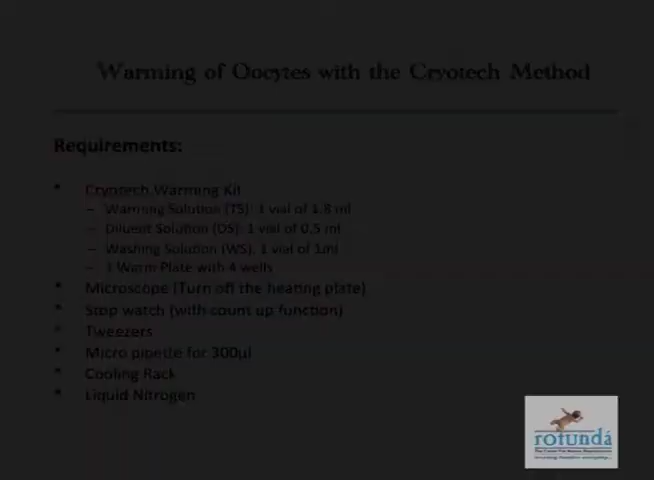 Warming of Oocytes with the Cryotech Method
Requirements:
• Cryotech Warming Kit
– Warming Solution (TS): 1 vial of 1.8 ml
– Diluent Solution (DS): 1 vial of 0.5 ml
– Washing Solution (WS): 1 vial of 1ml
– 1 Warm Plate with 4 wells
• Microscope (Turn off the heating plate)
• Stop watch (with count up function)
• Tweezers
• Micro pipette for 300μl
• Cooling Rack
• Liquid Nitrogen
rotundá